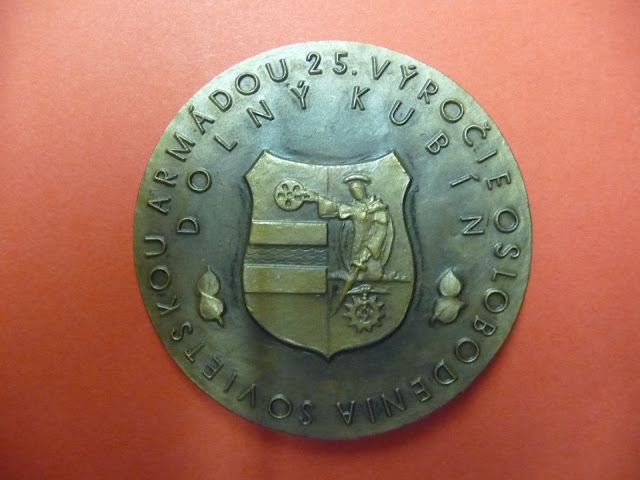 25. VÝROČIE OSLOBODENIA SOVIETSKOU ARMÁDOU
DOLNÝ KUBÍN